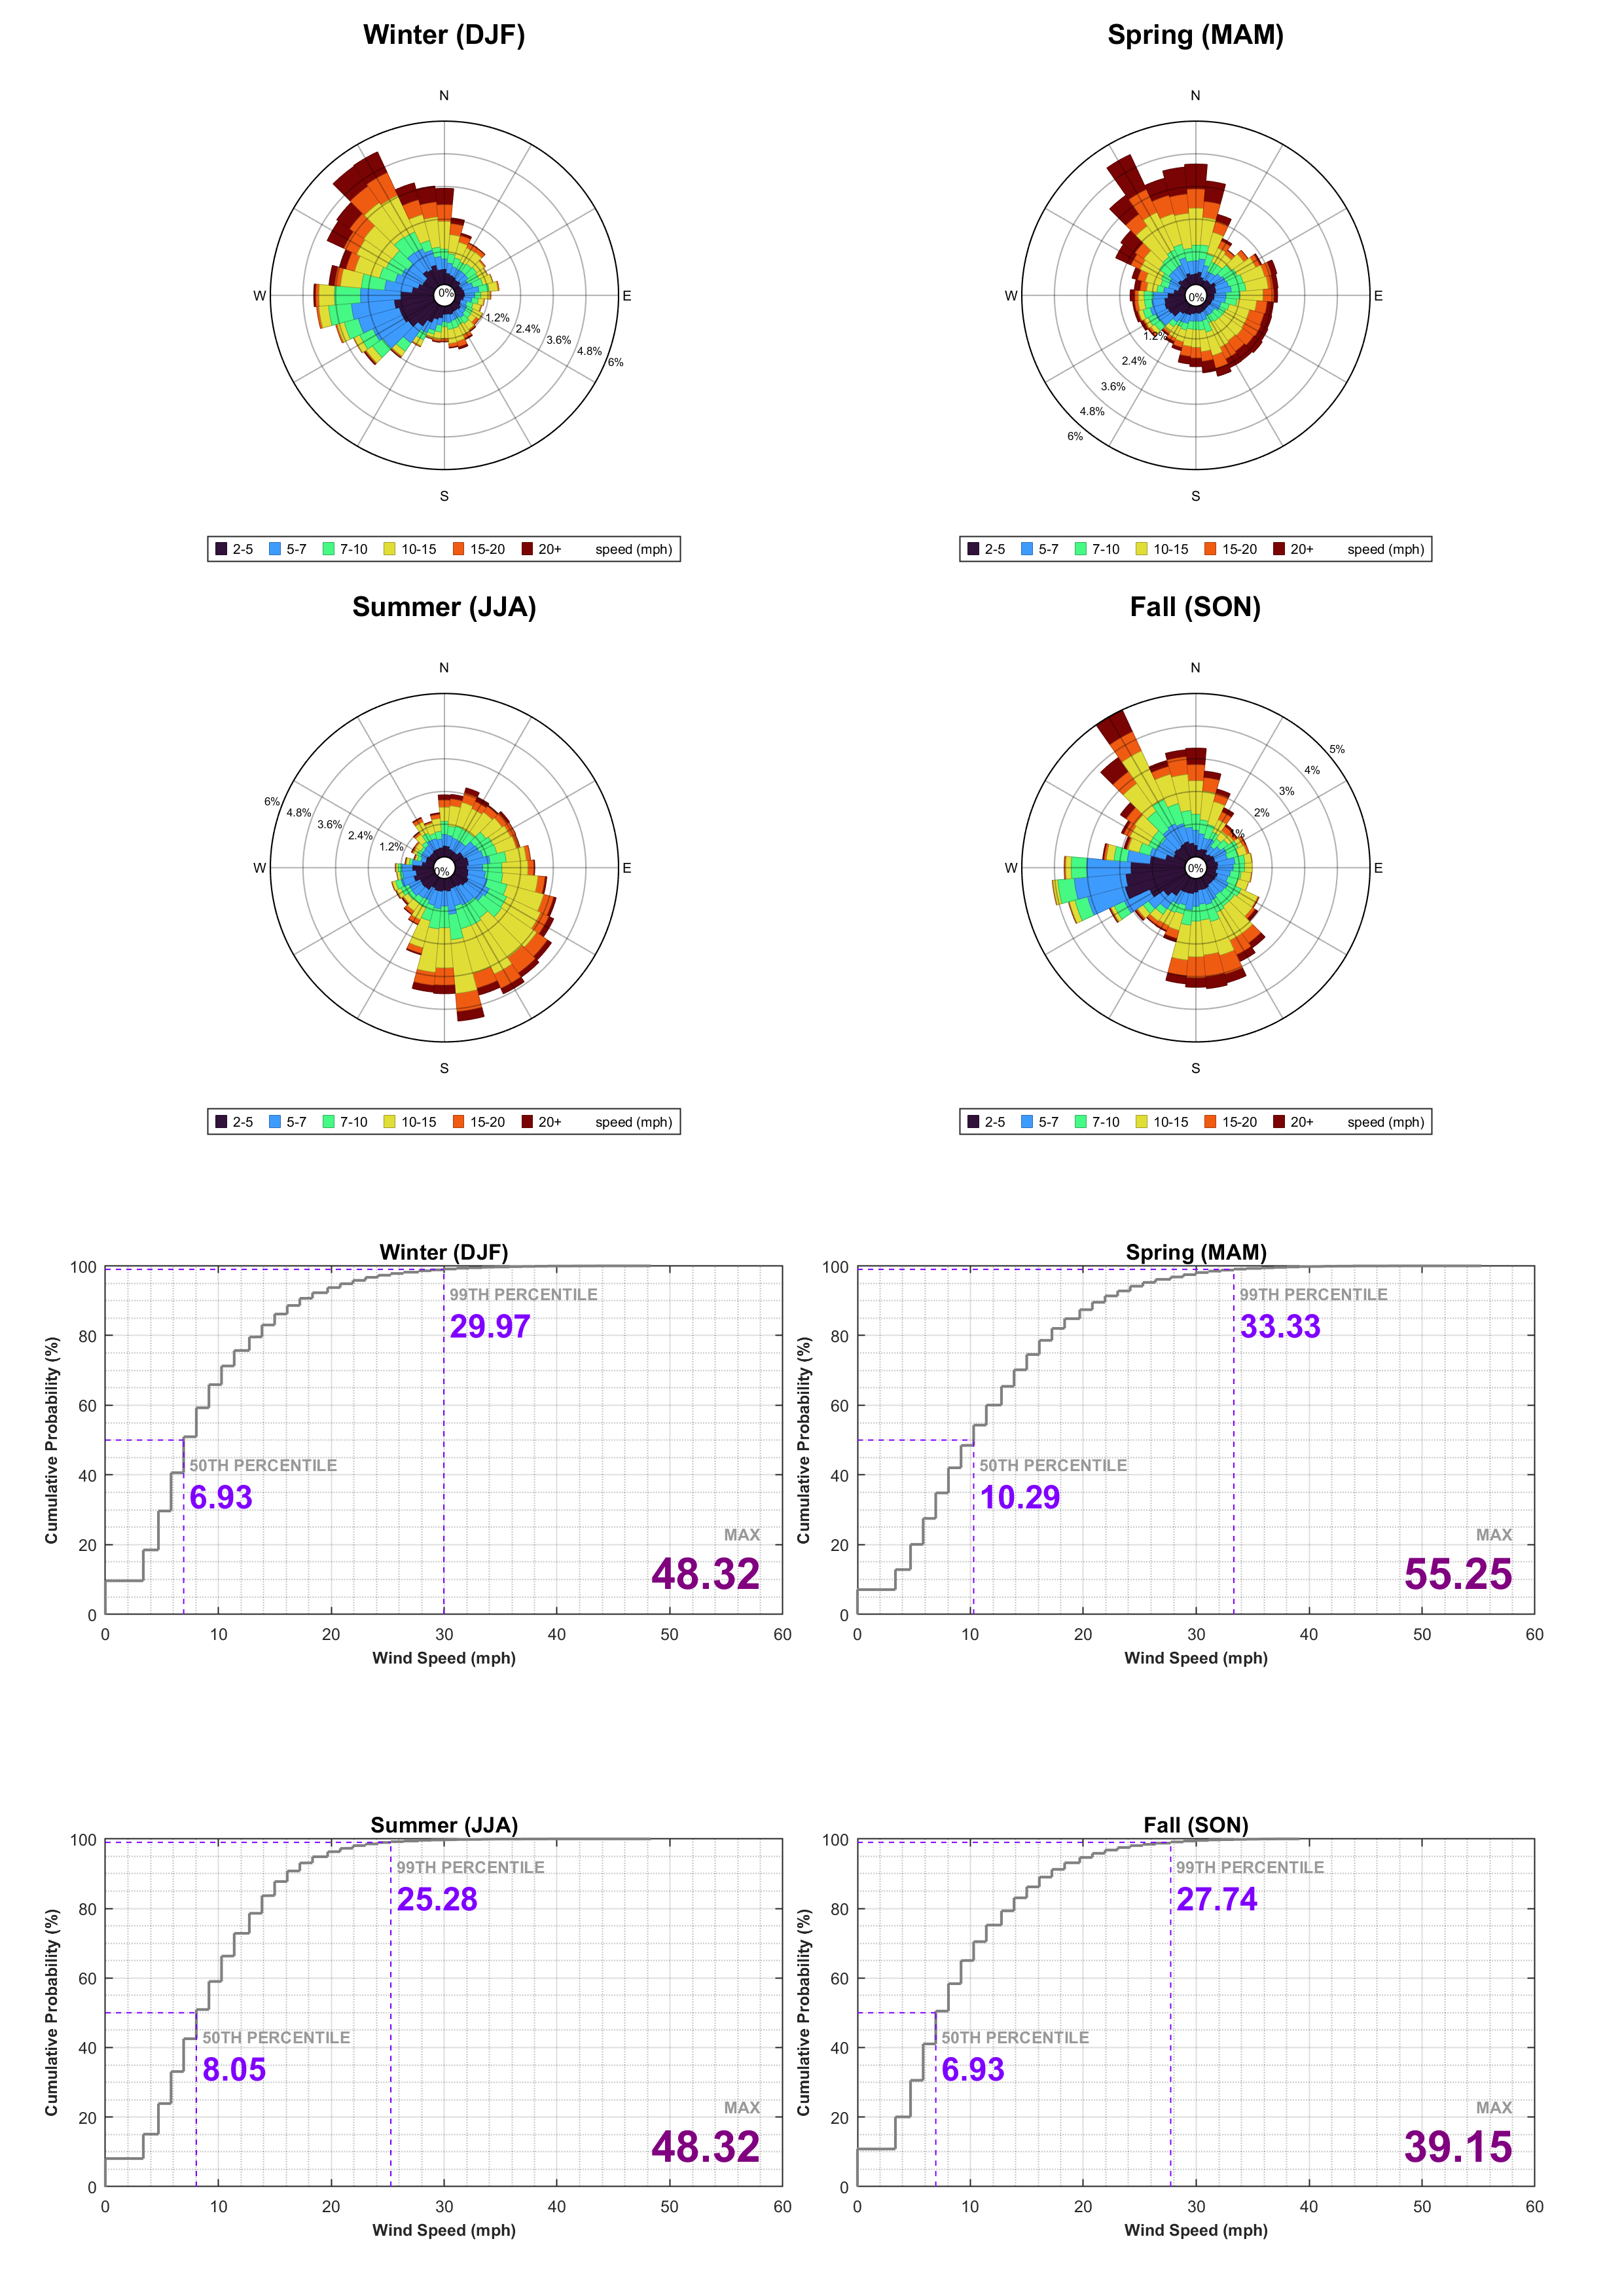 Winter (DJF)
N
W
E
S
0%
1.2%
2.4%
3.6%
4.8%
6%
2-5 5-7 7-10 10-15 15-20 20+ speed (mph)
Spring (MAM)
N
W
E
S
0%
1.2%
2.4%
3.6%
4.8%
6%
2-5 5-7 7-10 10-15 15-20 20+ speed (mph)
Summer (JJA)
N
W
E
S
6%
4.8%
3.6%
2.4%
1.2%
0%
2-5 5-7 7-10 10-15 15-20 20+ speed (mph)
Fall (SON)
N
W
E
S
5%
4%
3%
2%
1%
0%
2-5 5-7 7-10 10-15 15-20 20+ speed (mph)
Winter (DJF)
Cumulative Probability (%)
100
80
60
40
20
0
99TH PERCENTILE
29.97
50TH PERCENTILE
6.93
MAX
48.32
0 10 20 30 40 50 60
Wind Speed (mph)
Spring (MAM)
Cumulative Probability (%)
100
80
60
40
20
0
99TH PERCENTILE
33.33
50TH PERCENTILE
10.29
MAX
55.25
0 10 20 30 40 50 60
Wind Speed (mph)
Summer (JJA)
Cumulative Probability (%)
100
80
60
40
20
0
99TH PERCENTILE
25.28
50TH PERCENTILE
8.05
MAX
48.32
0 10 20 30 40 50 60
Wind Speed (mph)
Fall (SON)
Cumulative Probability (%)
100
80
60
40
20
0
99TH PERCENTILE
27.74
50TH PERCENTILE
6.93
MAX
39.15
0 10 20 30 40 50 60
Wind Speed (mph)